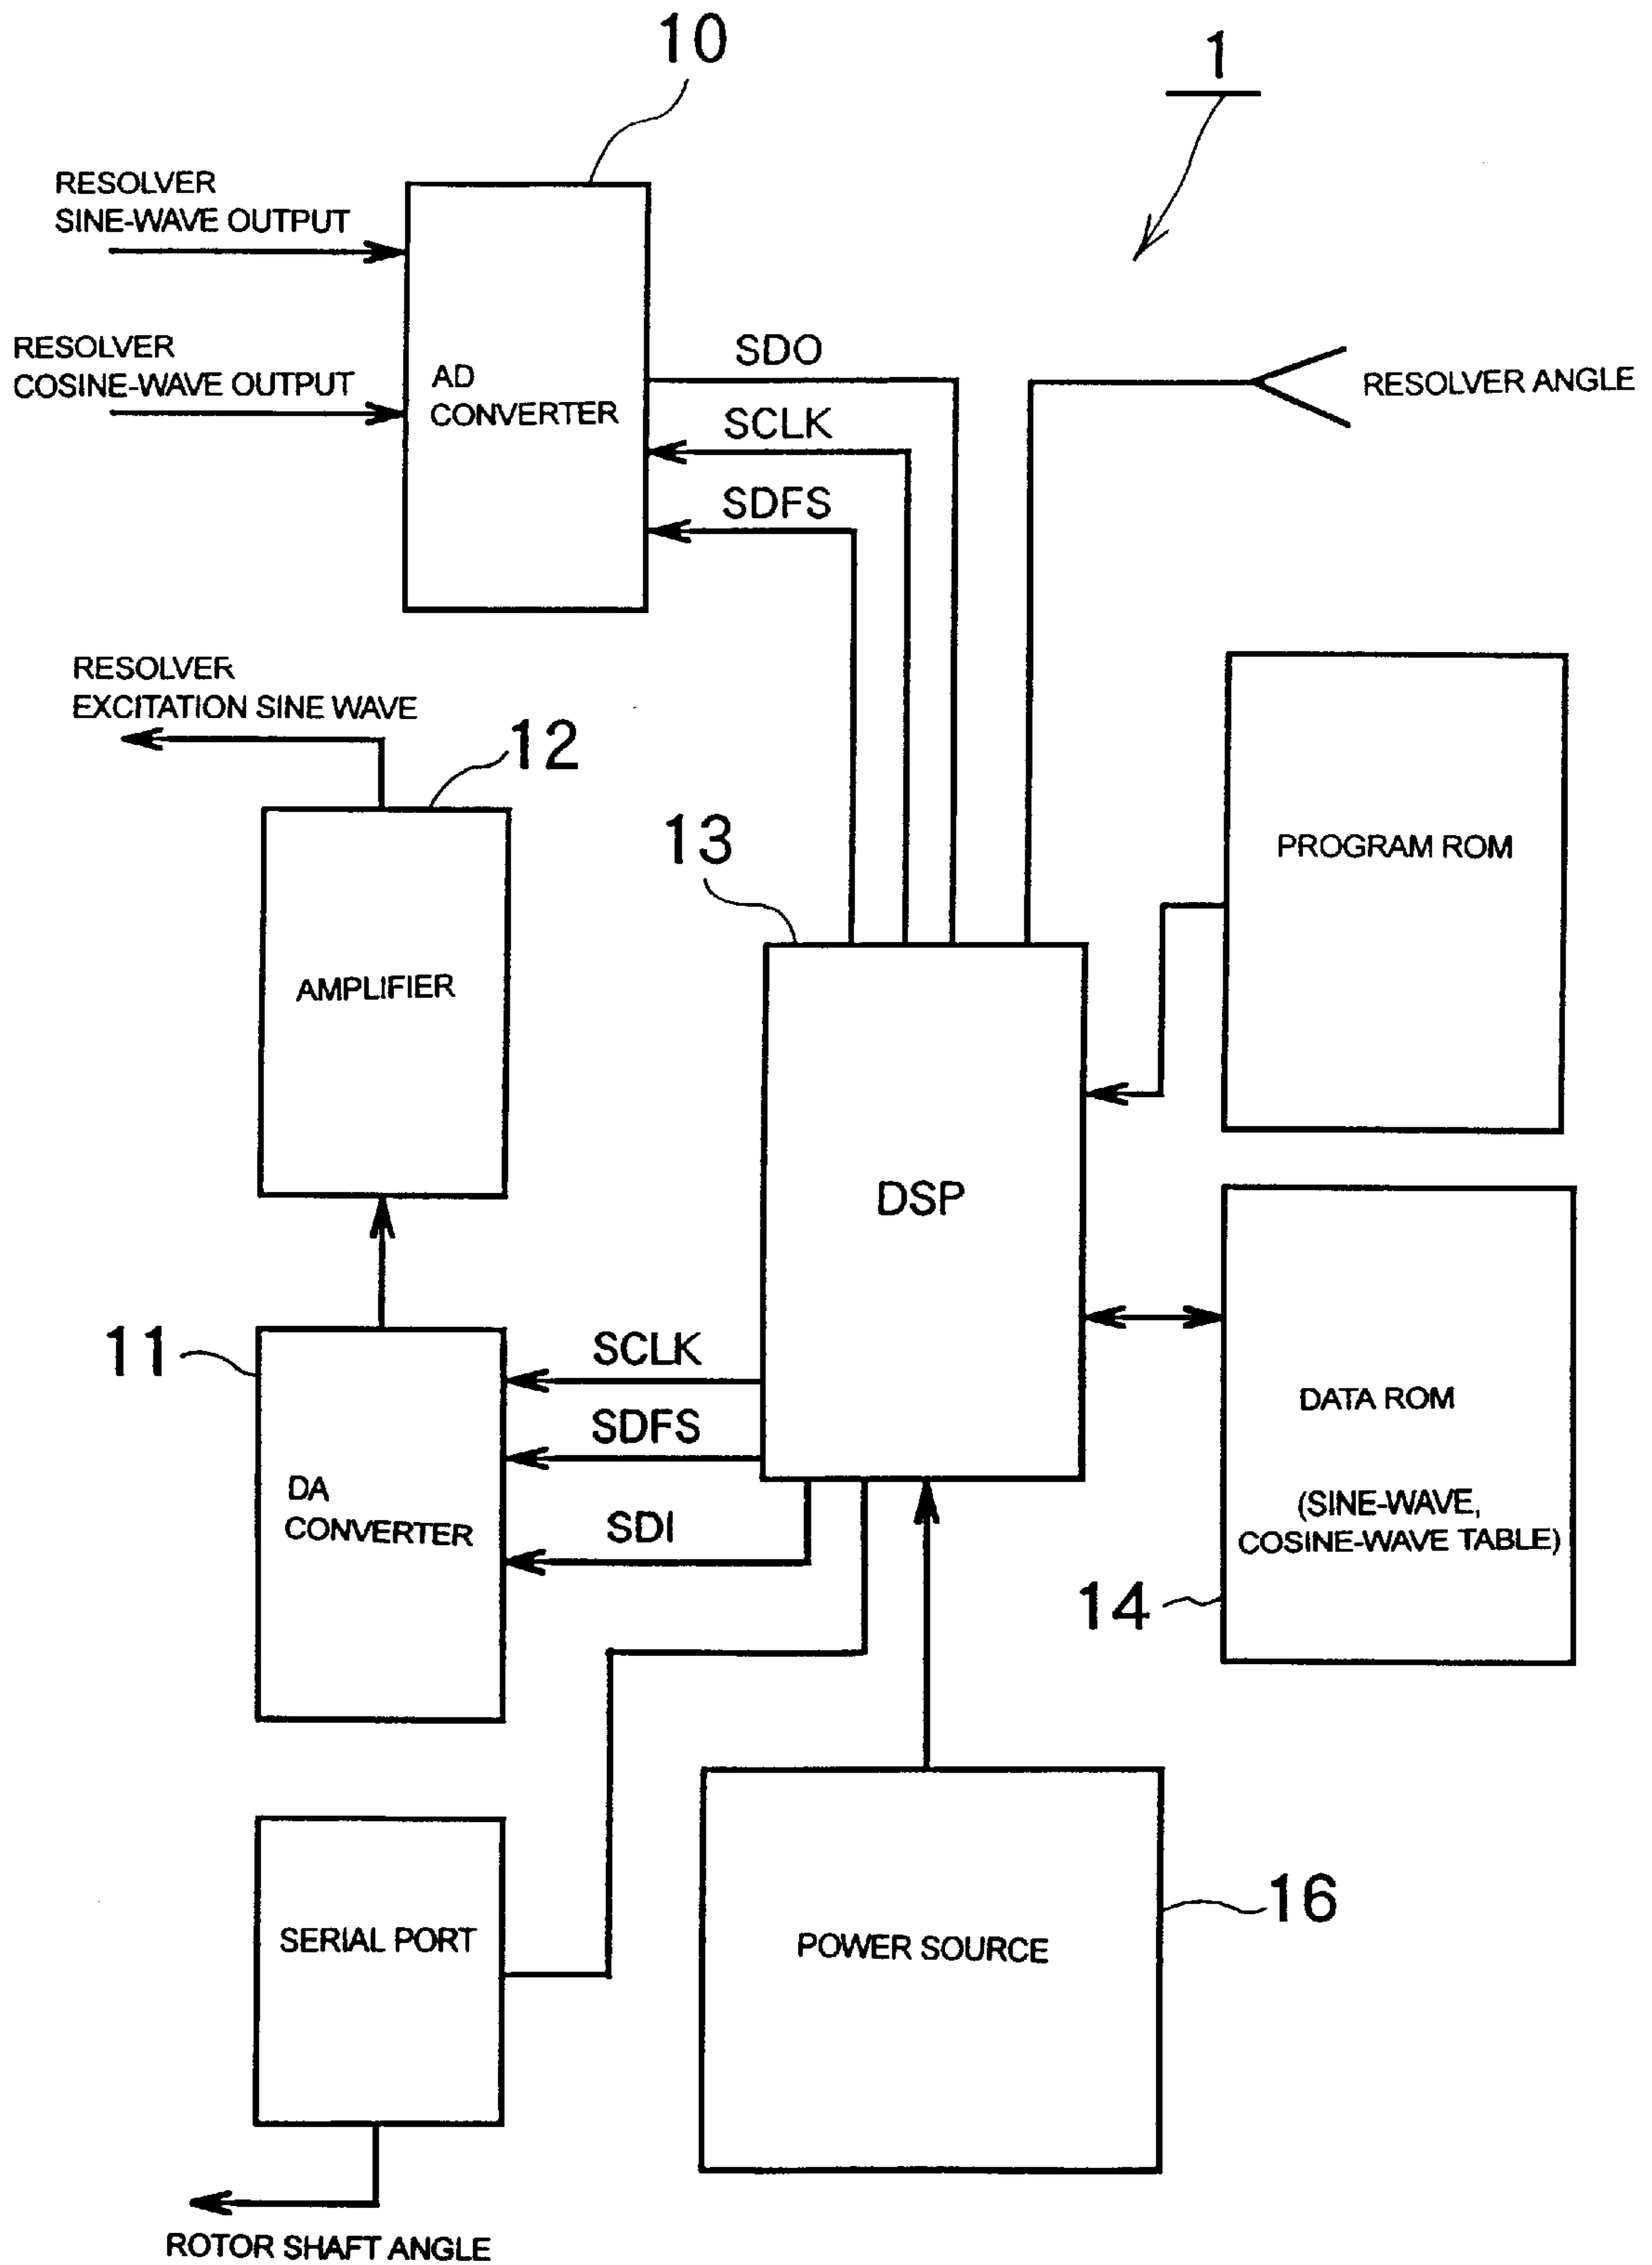 10
1
RESOLVER
SINE-WAVE OUTPUT
RESOLVER
COSINE-WAVE OUTPUT
AD
CONVERTER
SDO
SCLK
SDFS
RESOLVER ANGLE
RESOLVER
EXCITATION SINE WAVE
12
13
PROGRAM ROM
AMPLIFIER
DSP
11
SCLK
SDFS
SDI
DA
CONVERTER
DATA ROM
(SINE-WAVE,
COSINE-WAVE TABLE)
14
16
SERIAL PORT
POWER SOURCE
ROTOR SHAFT ANGLE